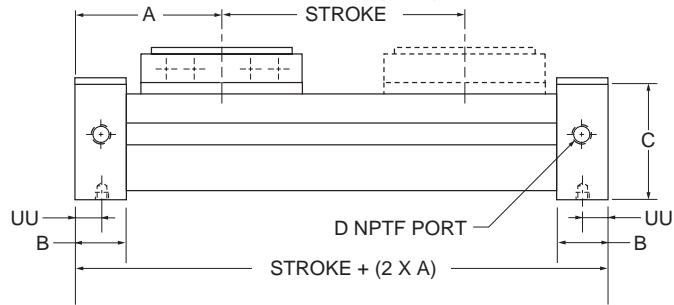 A STROKE
C
UU D NPTF PORT UU
B B
STROKE + (2 X A)